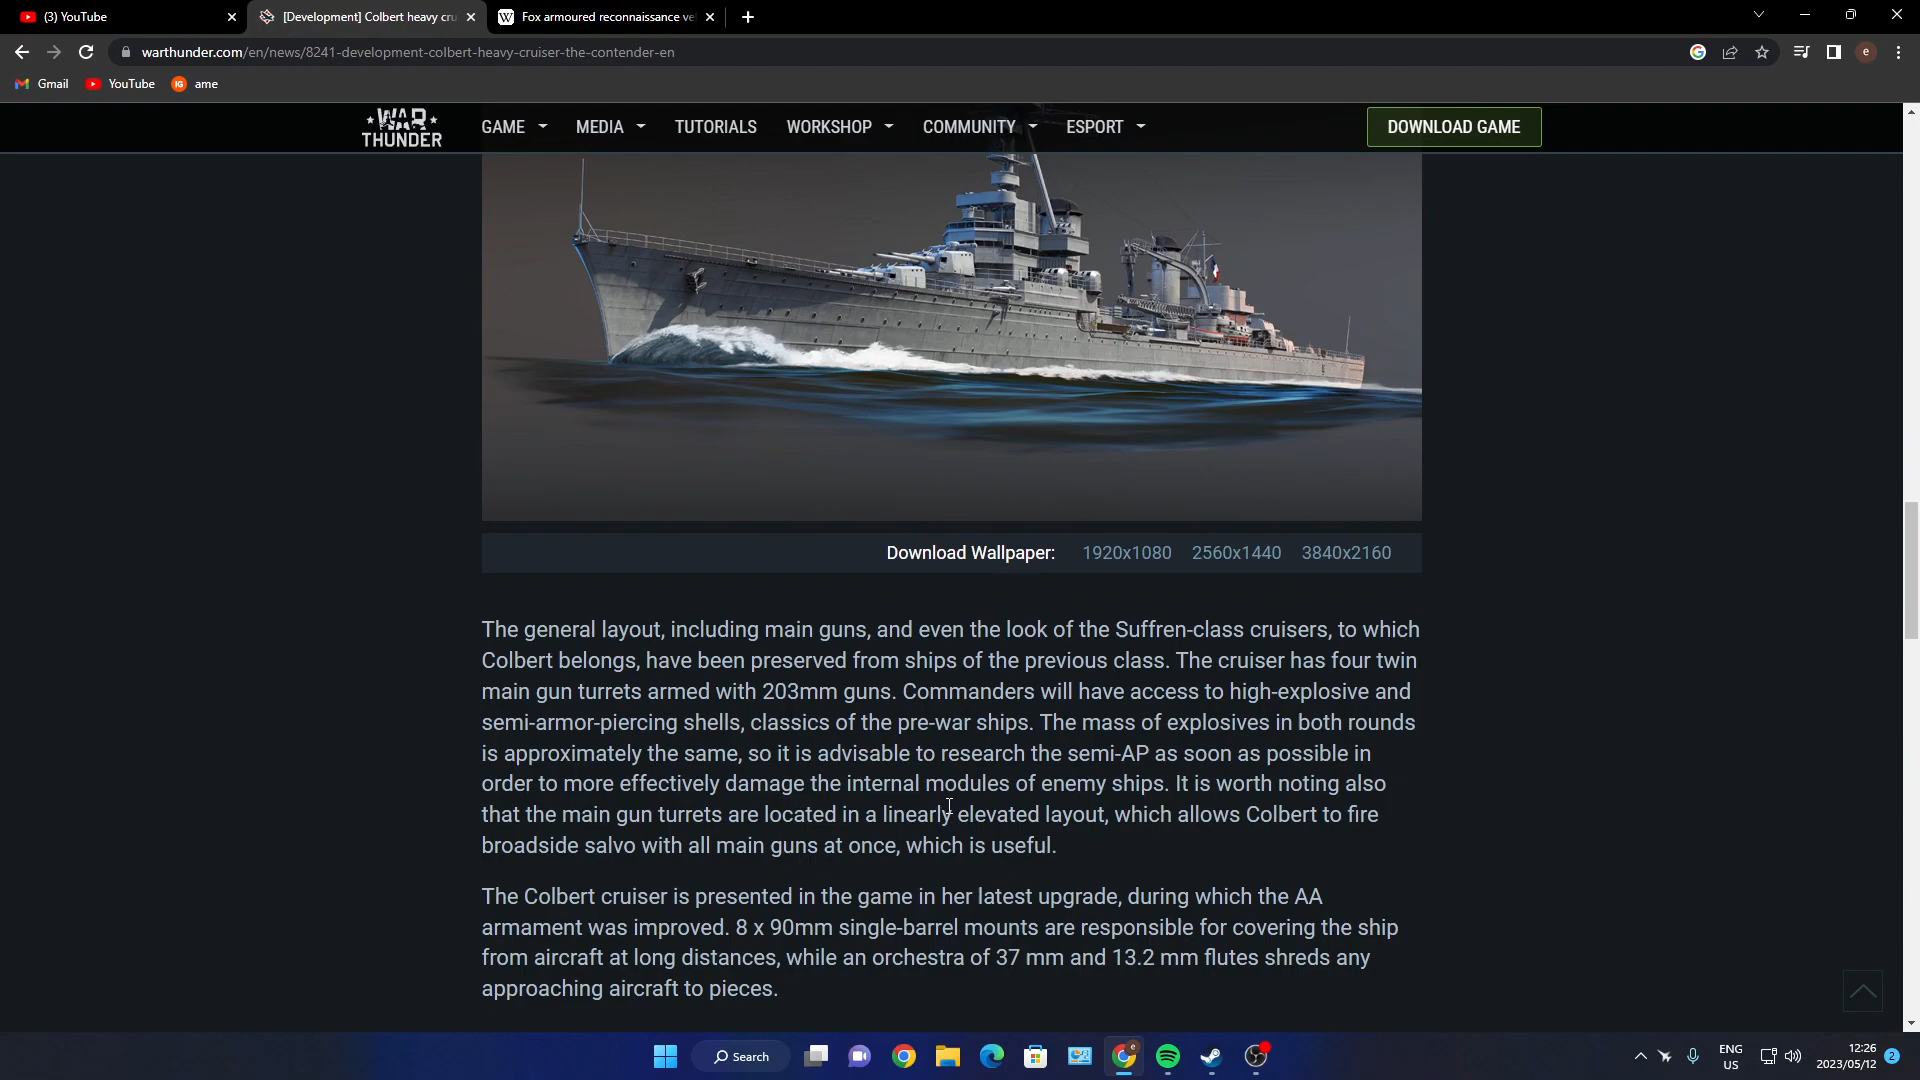 (3) YouTube
[Development] Colbert heavy cru
Fox armoured reconnaissance ve
warthunder.com/en/news/8241-development-colbert-heavy-cruiser-the-contender-en
e
Gmail
YouTube
IG ame
WAR THUNDER
GAME
MEDIA
TUTORIALS
WORKSHOP
COMMUNITY
ESPORT
DOWNLOAD GAME
Download Wallpaper: 1920x1080 2560x1440 3840x2160
The general layout, including main guns, and even the look of the Suffren-class cruisers, to which
Colbert belongs, have been preserved from ships of the previous class. The cruiser has four twin
main gun turrets armed with 203mm guns. Commanders will have access to high-explosive and
semi-armor-piercing shells, classics of the pre-war ships. The mass of explosives in both rounds
is approximately the same, so it is advisable to research the semi-AP as soon as possible in
order to more effectively damage the internal modules of enemy ships. It is worth noting also
that the main gun turrets are located in a linearly elevated layout, which allows Colbert to fire
broadside salvo with all main guns at once, which is useful.
The Colbert cruiser is presented in the game in her latest upgrade, during which the AA
armament was improved. 8 x 90mm single-barrel mounts are responsible for covering the ship
from aircraft at long distances, while an orchestra of 37 mm and 13.2 mm flutes shreds any
approaching aircraft to pieces.
Search
e
ENG
US
12:26
2023/05/12
2